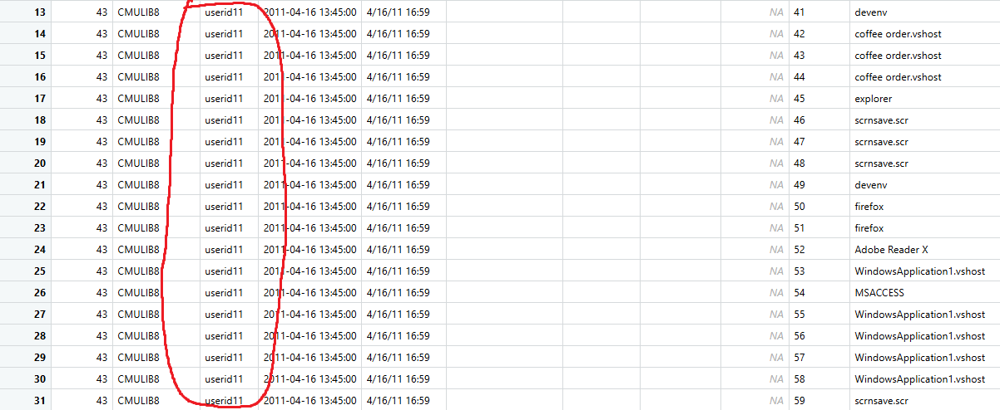 13 43 CMULIB8 userid11 2011-04-16 13:45:00 4/16/11 16:59 NA 41 devenv
14 43 CMULIB8 userid11 2011-04-16 13:45:00 4/16/11 16:59 NA 42 coffee order.vshost
15 43 CMULIB8 userid11 2011-04-16 13:45:00 4/16/11 16:59 NA 43 coffee order.vshost
16 43 CMULIB8 userid11 2011-04-16 13:45:00 4/16/11 16:59 NA 44 coffee order.vshost
17 43 CMULIB8 userid11 2011-04-16 13:45:00 4/16/11 16:59 NA 45 explorer
18 43 CMULIB8 userid11 2011-04-16 13:45:00 4/16/11 16:59 NA 46 scrnsave.scr
19 43 CMULIB8 userid11 2011-04-16 13:45:00 4/16/11 16:59 NA 47 scrnsave.scr
20 43 CMULIB8 userid11 2011-04-16 13:45:00 4/16/11 16:59 NA 48 scrnsave.scr
21 43 CMULIB8 userid11 2011-04-16 13:45:00 4/16/11 16:59 NA 49 devenv
22 43 CMULIB8 userid11 2011-04-16 13:45:00 4/16/11 16:59 NA 50 firefox
23 43 CMULIB8 userid11 2011-04-16 13:45:00 4/16/11 16:59 NA 51 firefox
24 43 CMULIB8 userid11 2011-04-16 13:45:00 4/16/11 16:59 NA 52 Adobe Reader X
25 43 CMULIB8 userid11 2011-04-16 13:45:00 4/16/11 16:59 NA 53 WindowsApplication1.vshost
26 43 CMULIB8 userid11 2011-04-16 13:45:00 4/16/11 16:59 NA 54 MSACCESS
27 43 CMULIB8 userid11 2011-04-16 13:45:00 4/16/11 16:59 NA 55 WindowsApplication1.vshost
28 43 CMULIB8 userid11 2011-04-16 13:45:00 4/16/11 16:59 NA 56 WindowsApplication1.vshost
29 43 CMULIB8 userid11 2011-04-16 13:45:00 4/16/11 16:59 NA 57 WindowsApplication1.vshost
30 43 CMULIB8 userid11 2011-04-16 13:45:00 4/16/11 16:59 NA 58 WindowsApplication1.vshost
31 43 CMULIB8 userid11 2011-04-16 13:45:00 4/16/11 16:59 NA 59 scrnsave.scr